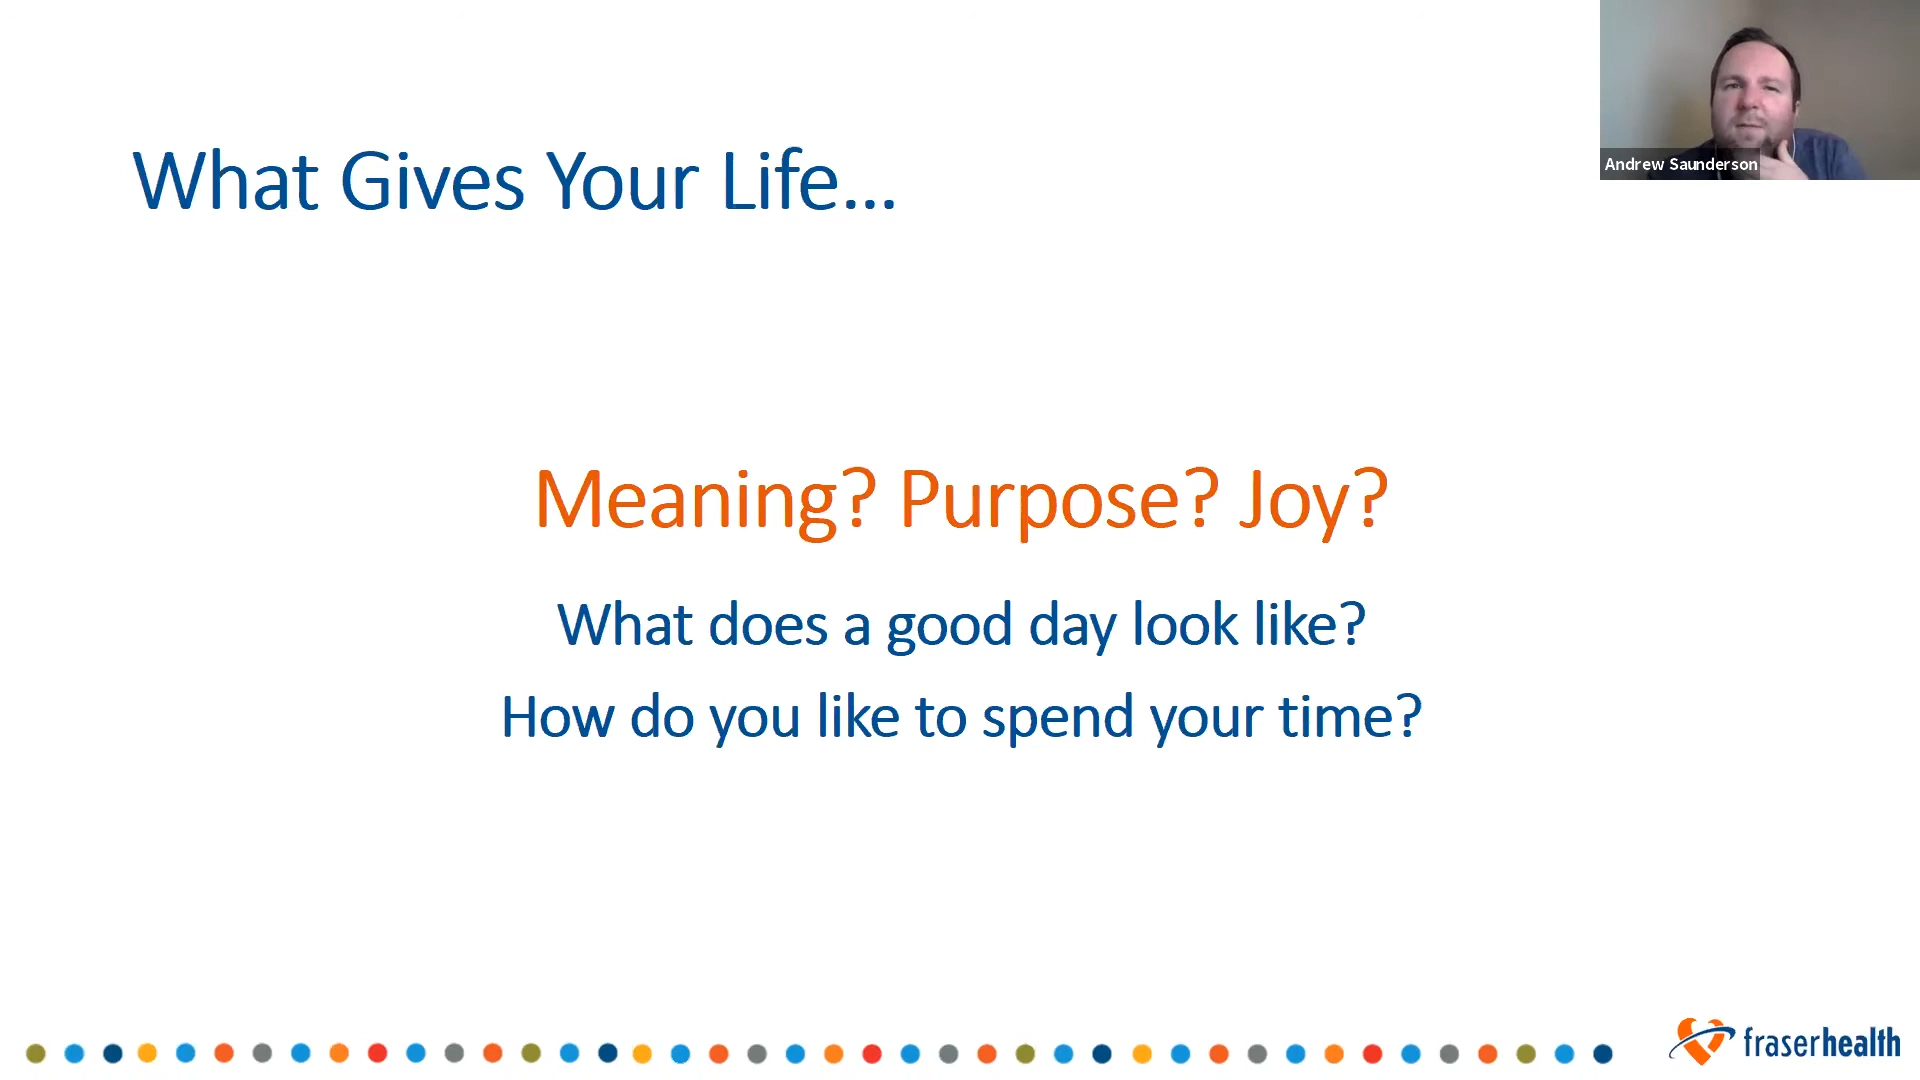 What Gives Your Life...
Meaning? Purpose? Joy?
What does a good day look like?
How do you like to spend your time?
Andrew Saunderson
fraserhealth